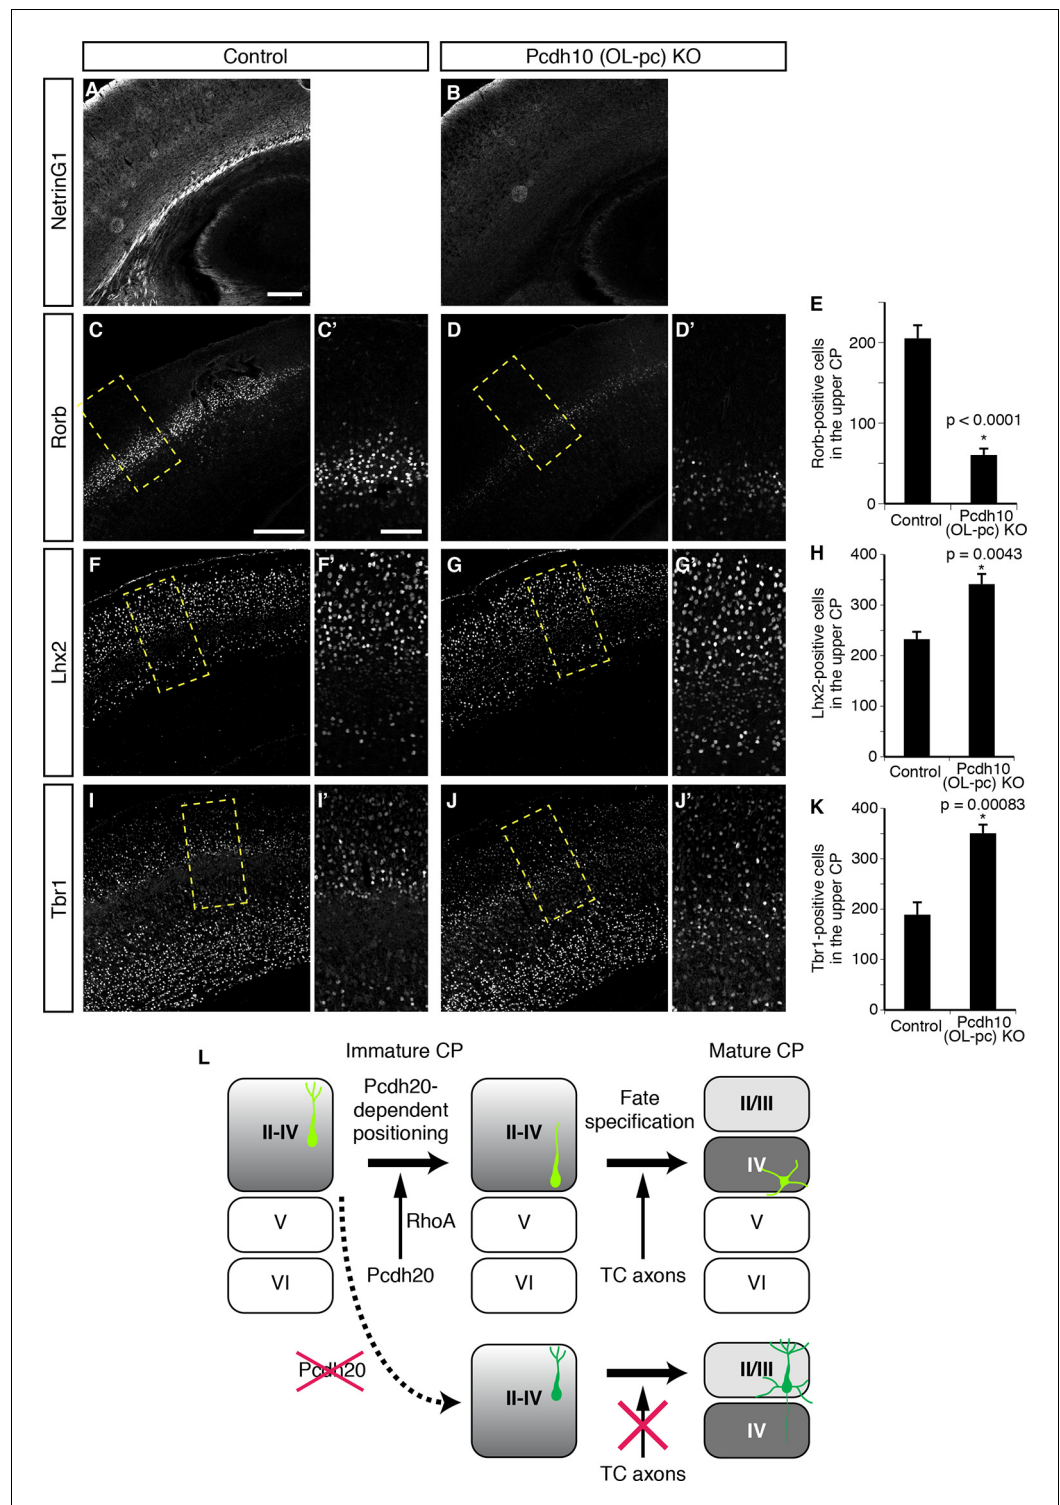 Control
Pcdh10 (OL-pc) KO
NetrinG1
A
B
Rorb
C
C’
D
D’
E
Rorb-positive cells
in the upper CP
200
100
0
p < 0.0001
*
Control
Pcdh10
(OL-pc) KO
Lhx2
F
F’
G
G’
H
Lhx2-positive cells
in the upper CP
400
300
200
100
0
p = 0.0043
*
Control
Pcdh10
(OL-pc) KO
Tbr1
I
I’
J
J’
K
Tbr1-positive cells
in the upper CP
400
300
200
100
0
p = 0.00083
*
Control
Pcdh10
(OL-pc) KO
L
Immature CP
Mature CP
Pcdh20-
dependent
positioning
Fate
specification
II-IV
V
VI
RhoA
Pcdh20
II-IV
V
VI
TC axons
II/III
IV
V
VI
Pcdh20
II-IV
TC axons
II/III
IV